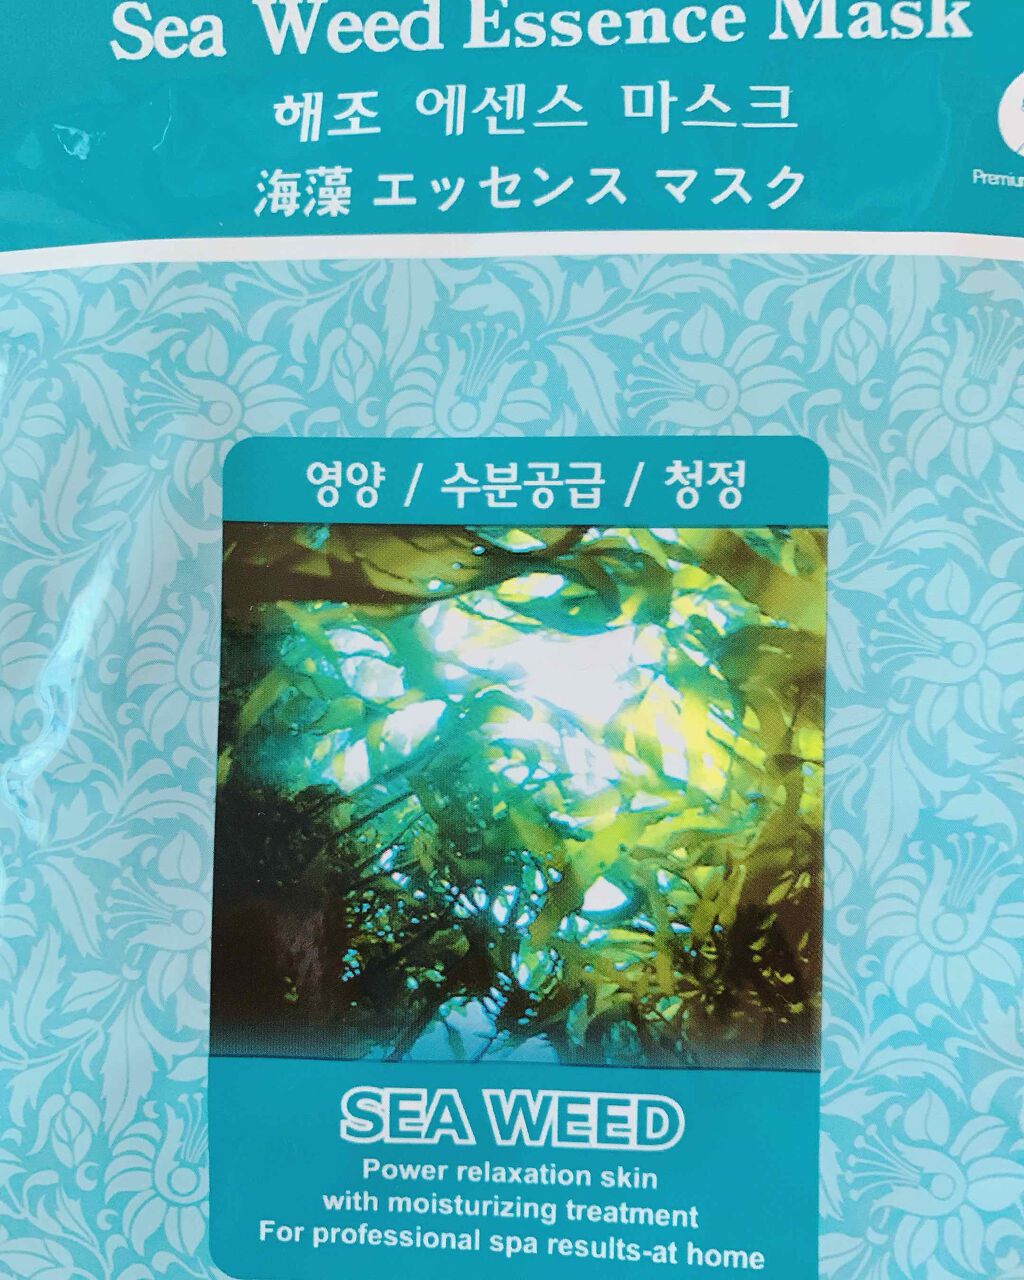 Sea Weed Essence Mask
해조 에센스 마스크
海藻 エッセンス マスク
Premium
영양 / 수분공급 / 청정
SEA WEED
Power relaxation skin
with moisturizing treatment
For professional spa results-at home